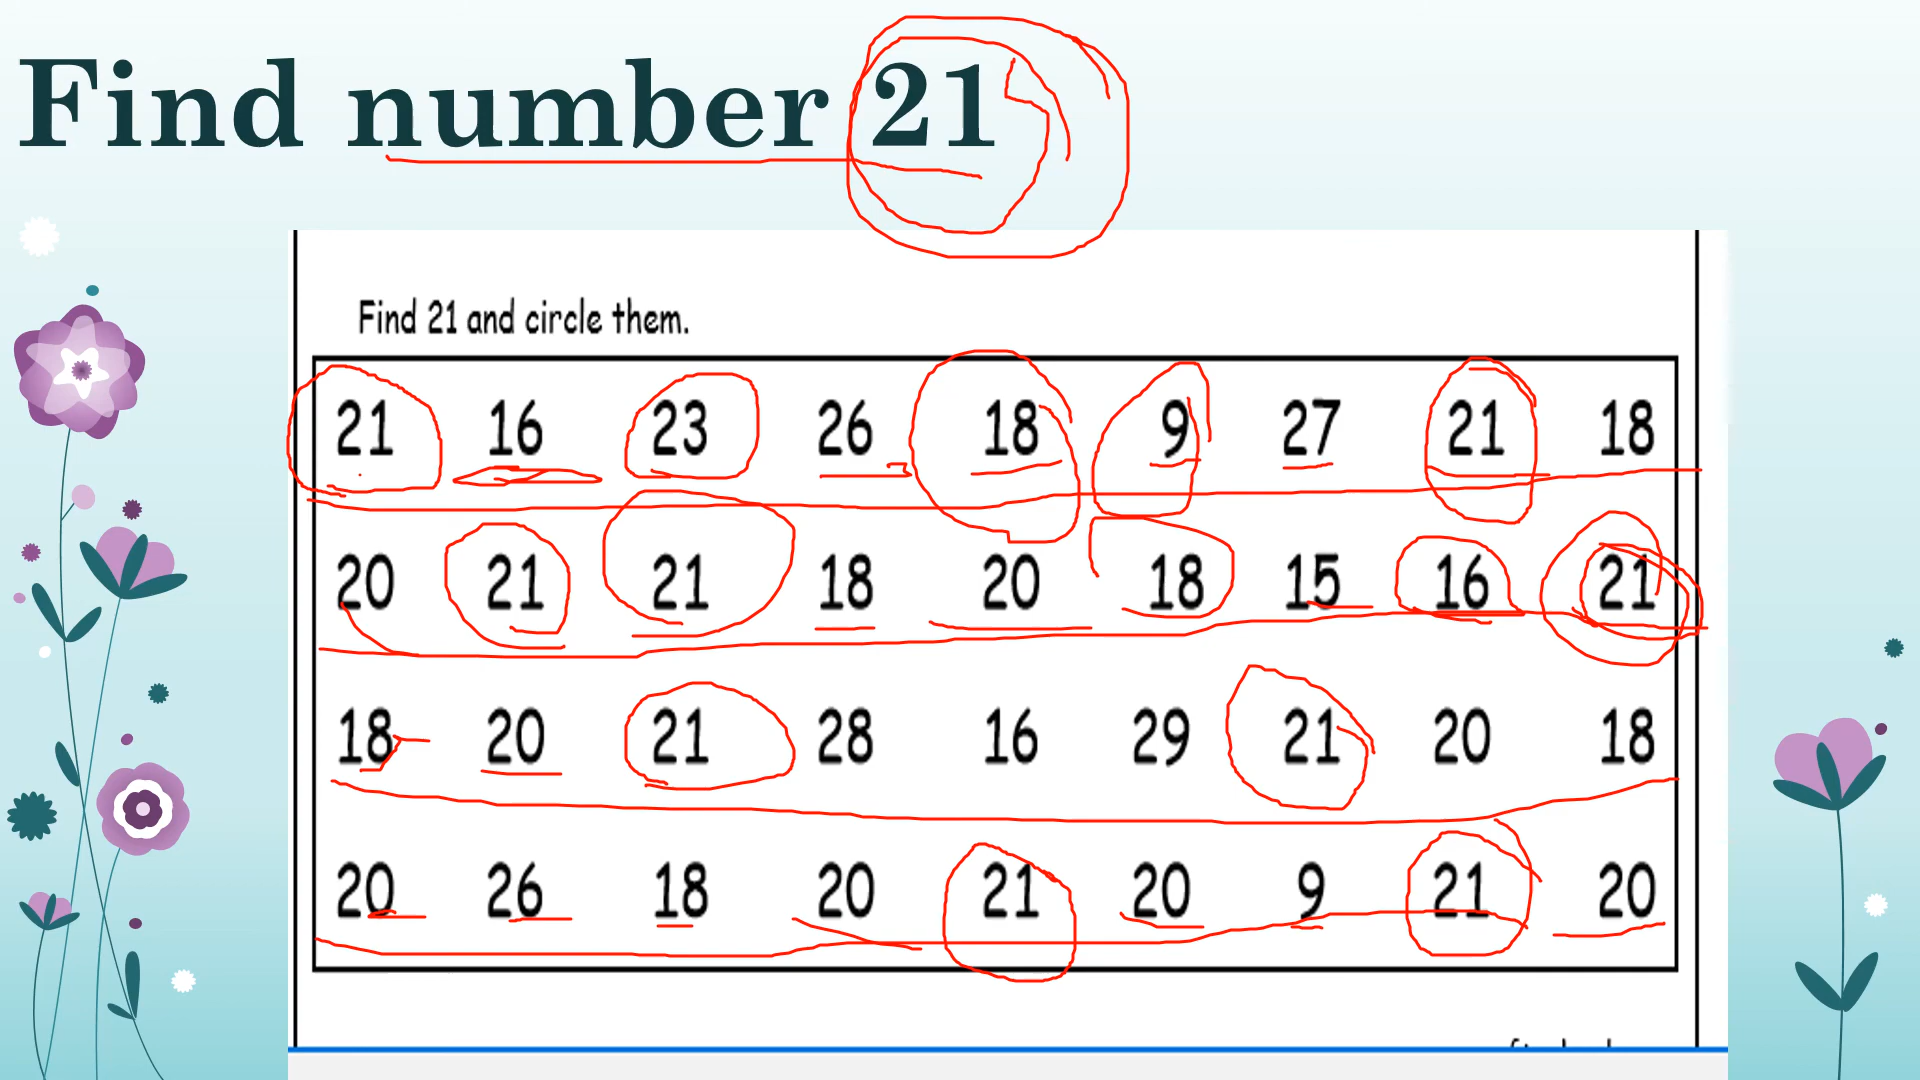 Find number 21
Find 21 and circle them.
21 16 23 26 18 9 27 21 18
20 21 21 18 20 18 15 16 21
18 20 21 28 16 29 21 20 18
20 26 18 20 21 20 9 21 20